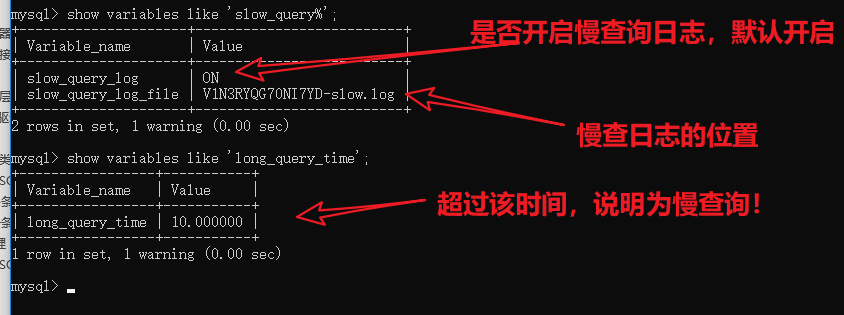 mysql> show variables like 'slow_query%';
是否开启慢查询日志，默认开启
Variable_name | Value
slow_query_log | ON
slow_query_log_file | V1N3RYQG7ONI7YD-slow.log
2 rows in set, 1 warning (0.00 sec)
慢查日志的位置
mysql> show variables like 'long_query_time';
Variable_name | Value
long_query_time | 10.000000
超过该时间，说明为慢查询！
1 row in set, 1 warning (0.00 sec)
mysql>